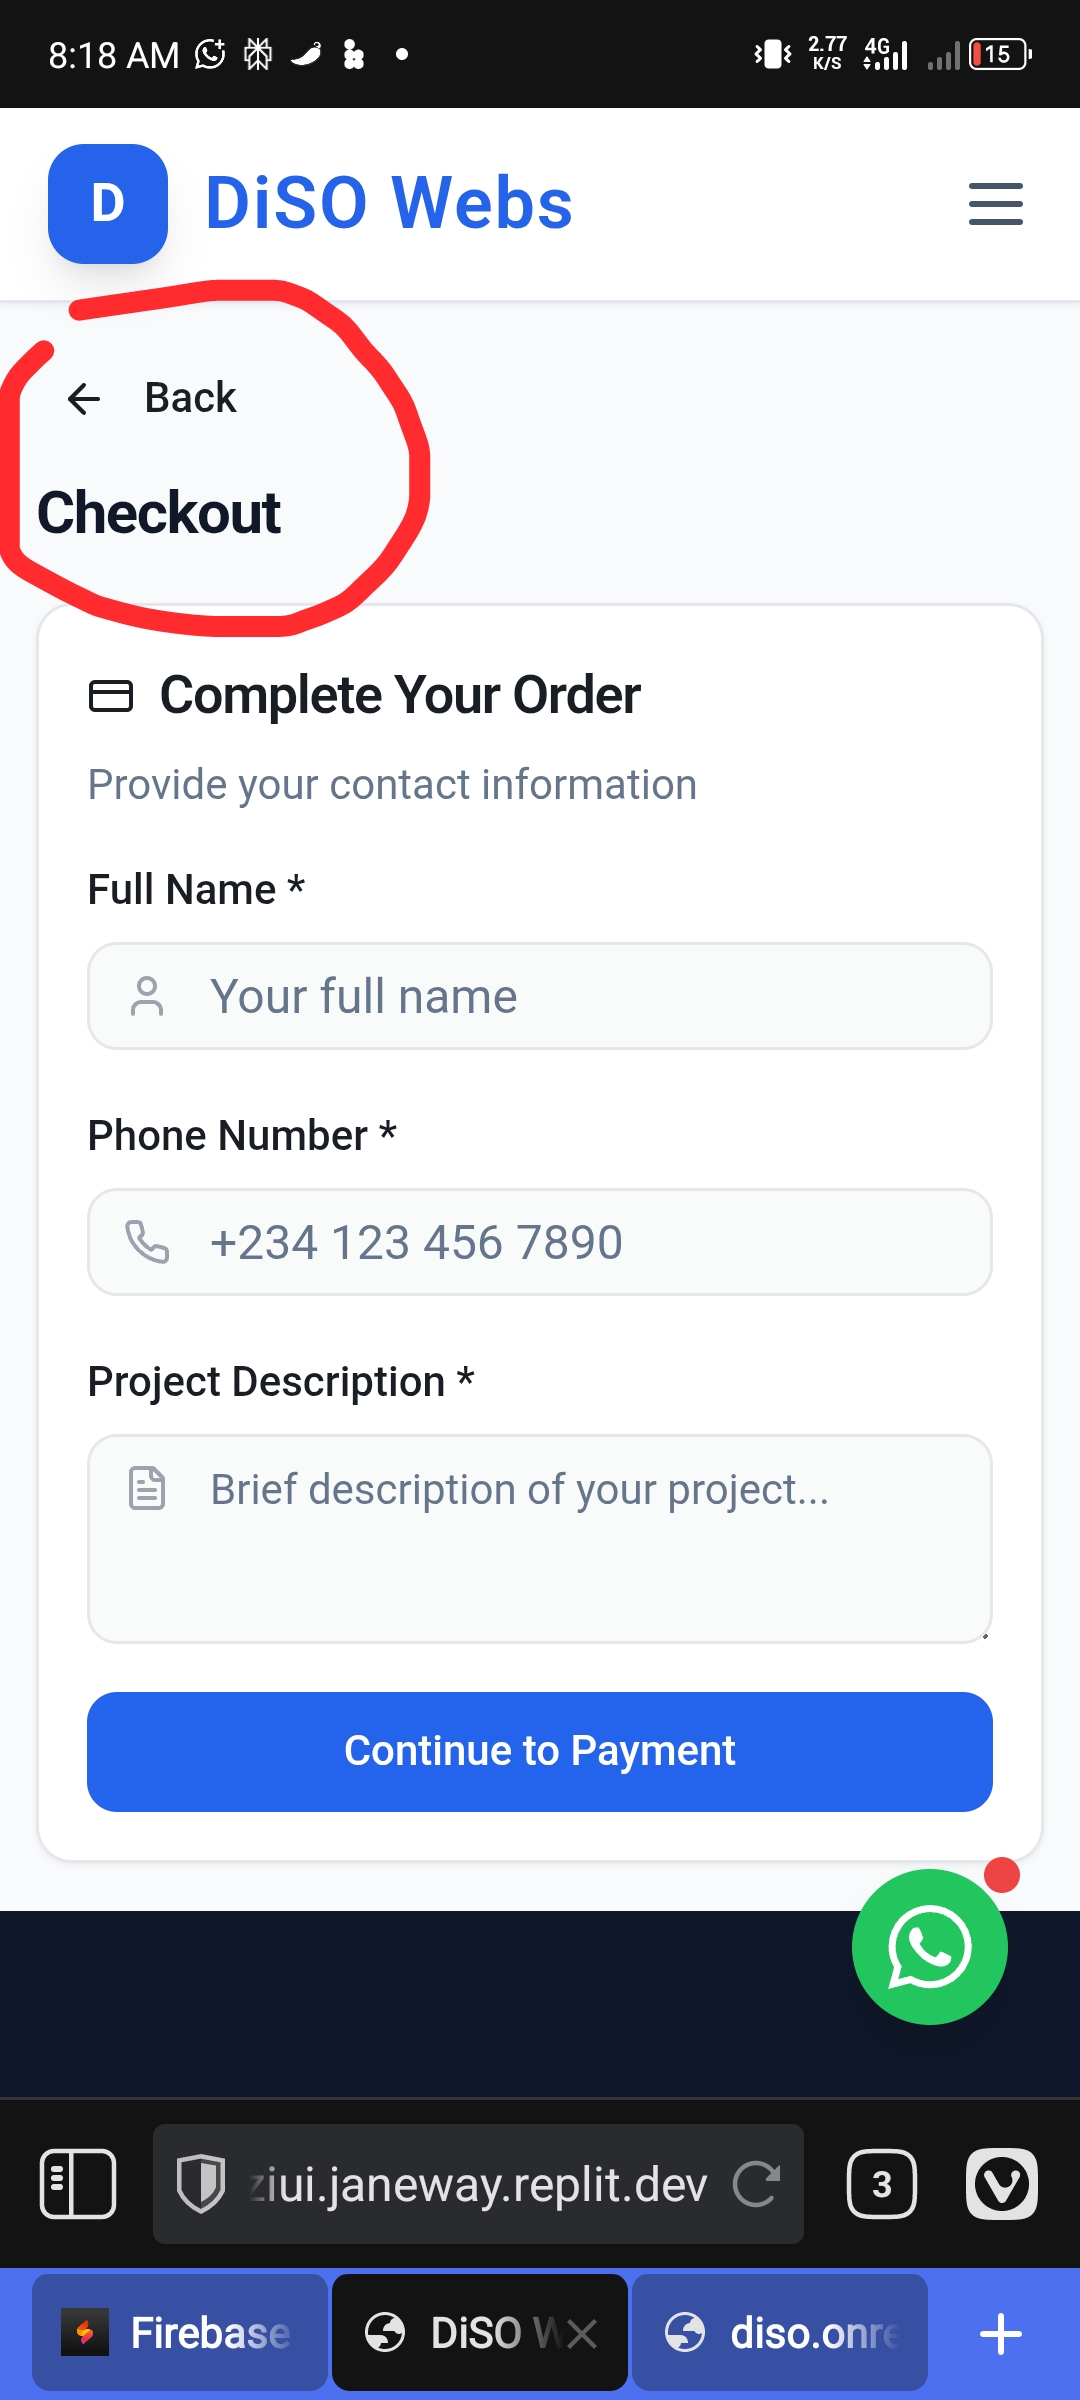 8:18 AM
2.77 K/S
4G
15
D
DiSO Webs
Back
Checkout
Complete Your Order
Provide your contact information
Full Name *
Your full name
Phone Number *
+234 123 456 7890
Project Description *
Brief description of your project...
Continue to Payment
ziui.janeway.replit.dev
3
Firebase
DiSO W
diso.onre